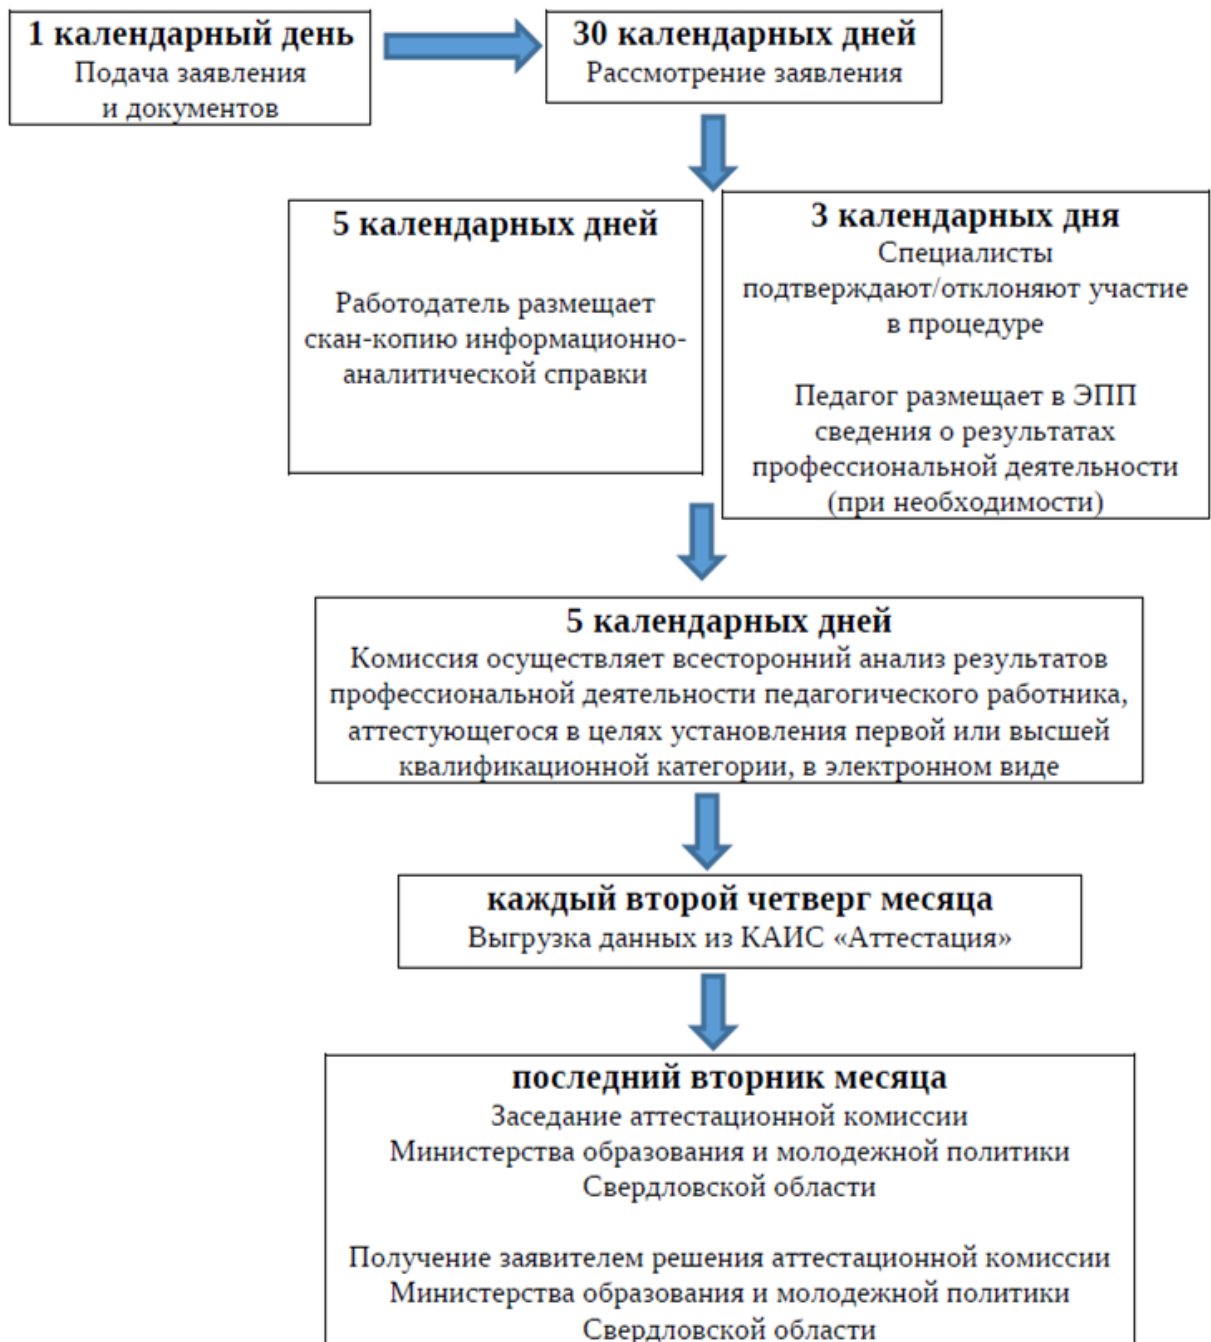 1 календарный день
Подача заявления
и документов
30 календарных дней
Рассмотрение заявления
5 календарных дней
Работодатель размещает
скан-копию информационно-
аналитической справки
3 календарных дня
Специалисты
подтверждают/отклоняют участие
в процедуре
Педагог размещает в ЭПП
сведения о результатах
профессиональной деятельности
(при необходимости)
5 календарных дней
Комиссия осуществляет всесторонний анализ результатов
профессиональной деятельности педагогического работника,
аттестующегося в целях установления первой или высшей
квалификационной категории, в электронном виде
каждый второй четверг месяца
Выгрузка данных из КАИС «Аттестация»
последний вторник месяца
Заседание аттестационной комиссии
Министерства образования и молодежной политики
Свердловской области
Получение заявителем решения аттестационной комиссии
Министерства образования и молодежной политики
Свердловской области